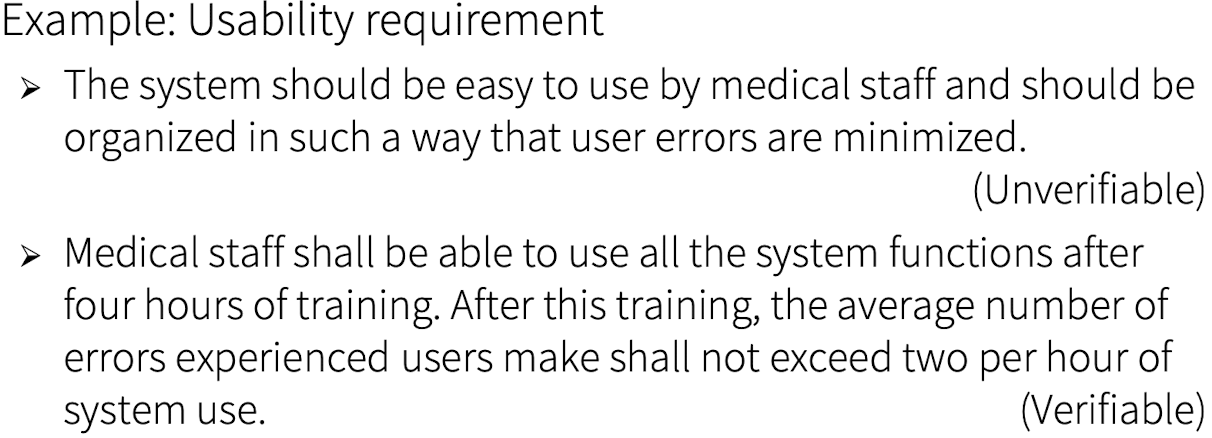 Example: Usability requirement
➢ The system should be easy to use by medical staff and should be
organized in such a way that user errors are minimized.
(Unverifiable)
➢ Medical staff shall be able to use all the system functions after
four hours of training. After this training, the average number of
errors experienced users make shall not exceed two per hour of
system use. (Verifiable)